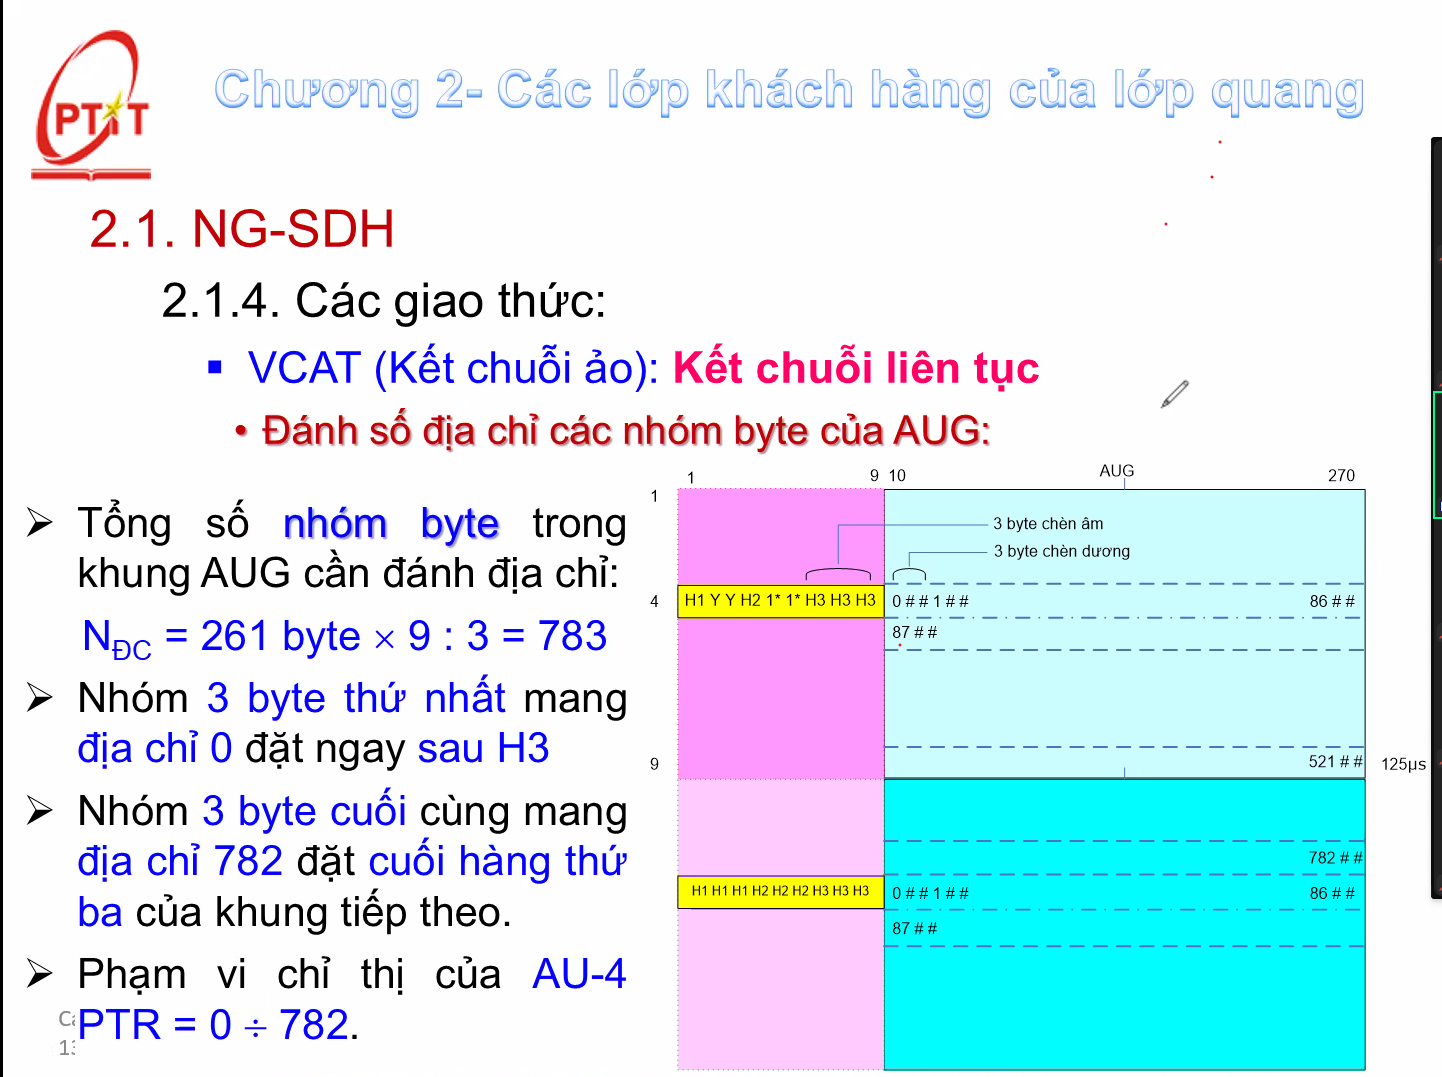 PTIT
Chương 2- Các lớp khách hàng của lớp quang
2.1. NG-SDH
2.1.4. Các giao thức:
▪ VCAT (Kết chuỗi ảo): Kết chuỗi liên tục
• Đánh số địa chỉ các nhóm byte của AUG:
➢ Tổng số nhóm byte trong
khung AUG cần đánh địa chỉ:
NĐC = 261 byte × 9 : 3 = 783
➢ Nhóm 3 byte thứ nhất mang
địa chỉ 0 đặt ngay sau H3
➢ Nhóm 3 byte cuối cùng mang
địa chỉ 782 đặt cuối hàng thứ
ba của khung tiếp theo.
➢ Phạm vi chỉ thị của AU-4
PTR = 0 ÷ 782.
1 9 10 AUG 270
1
3 byte chèn âm
3 byte chèn dương
4 H1 Y Y H2 1* 1* H3 H3 H3 0 # # 1 # # 86 # #
87 # #
9 521 # # 125µs
782 # #
H1 H1 H1 H2 H2 H2 H3 H3 H3 0 # # 1 # # 86 # #
87 # #